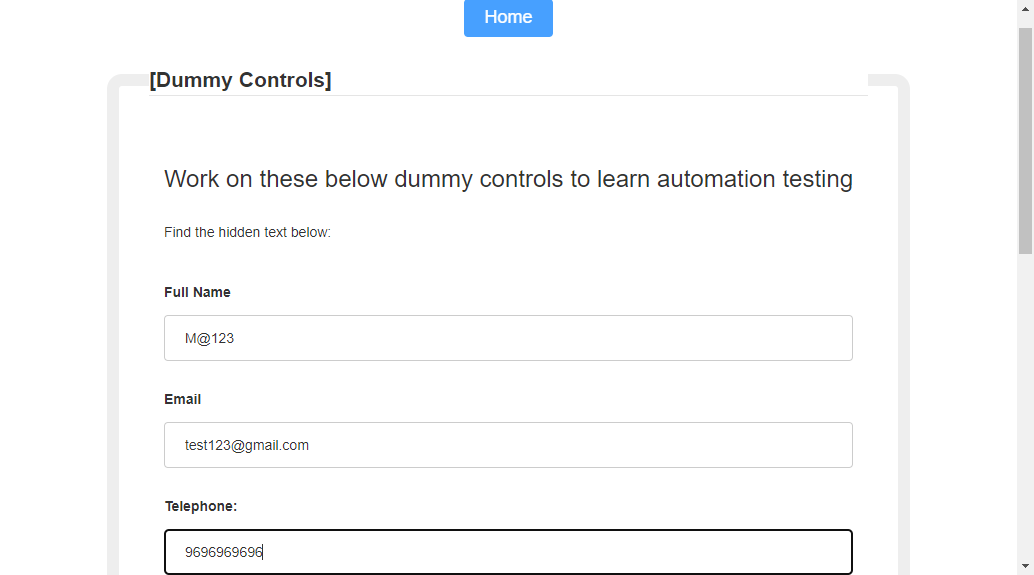 Home
[Dummy Controls]
Work on these below dummy controls to learn automation testing
Find the hidden text below:
Full Name
M@123
Email
test123@gmail.com
Telephone:
9696969696